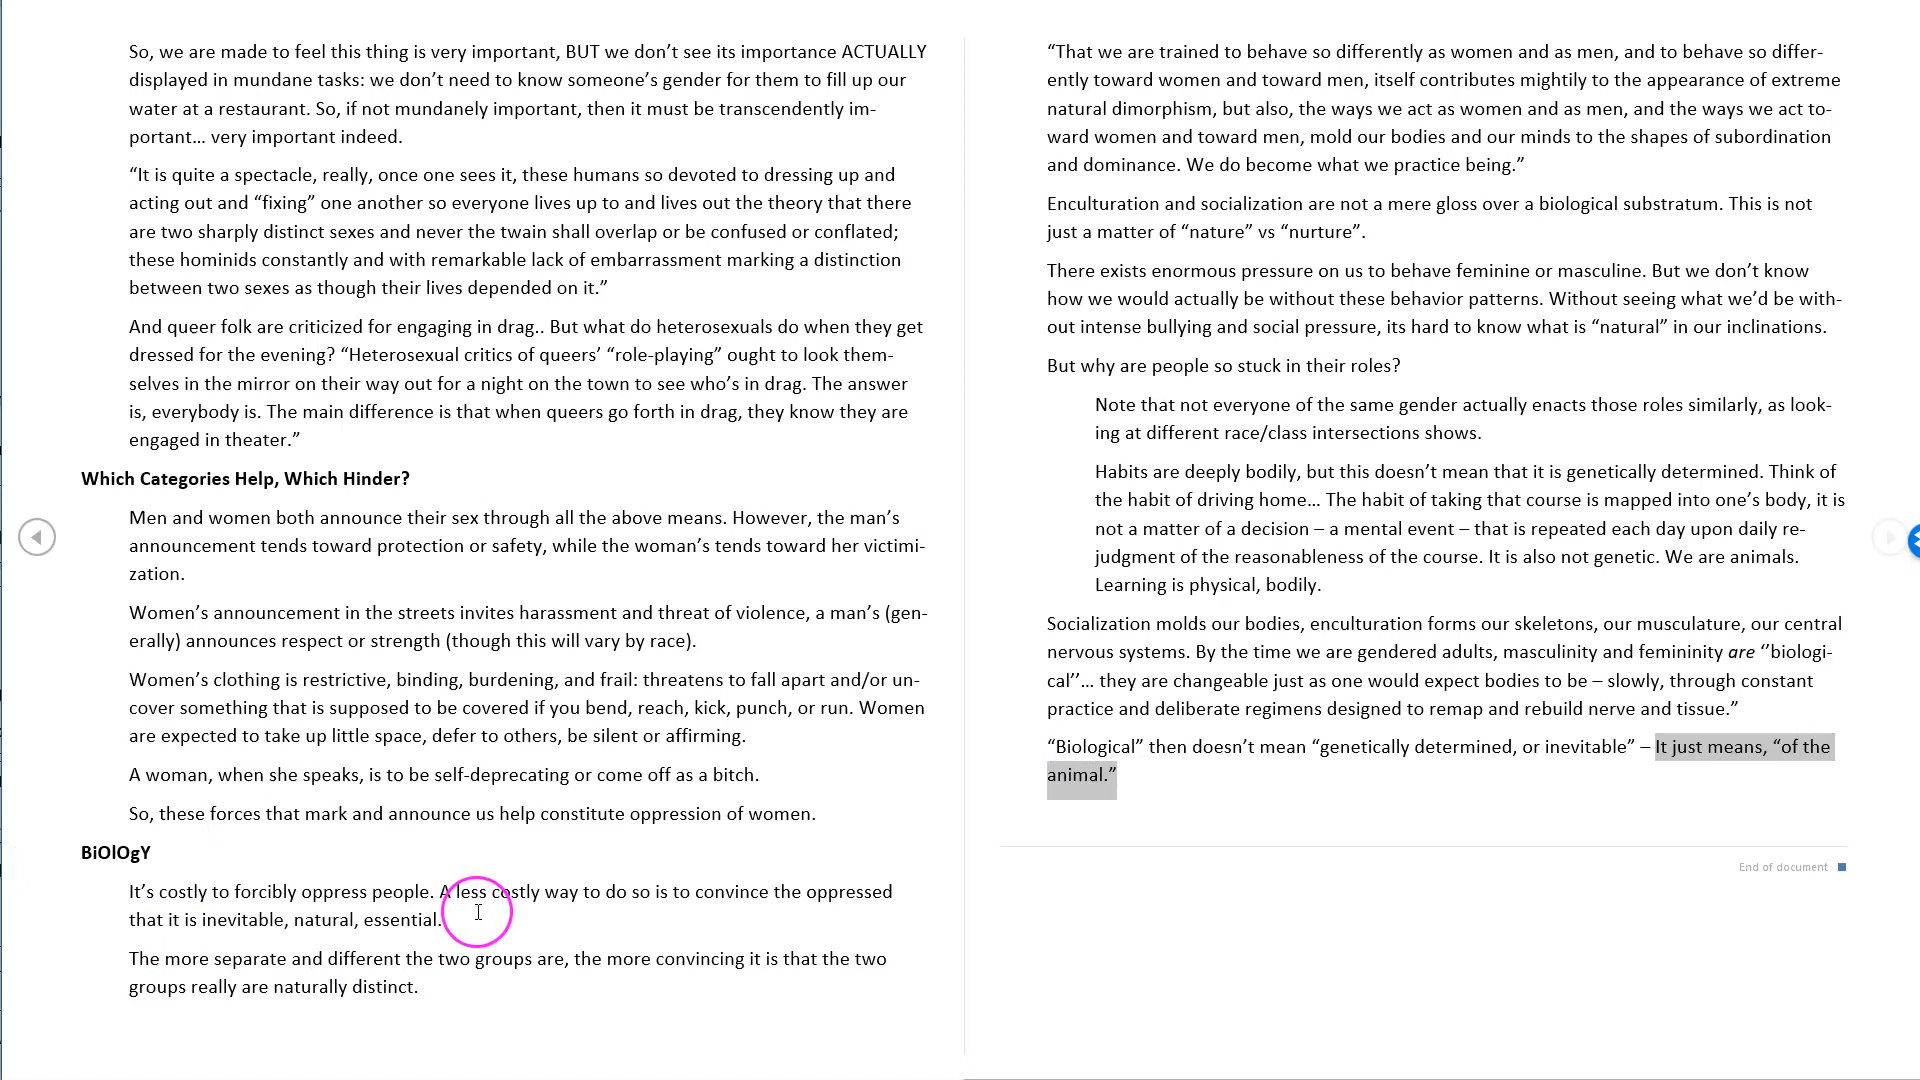 So, we are made to feel this thing is very important, BUT we don’t see its importance ACTUALLY
displayed in mundane tasks: we don’t need to know someone’s gender for them to fill up our
water at a restaurant. So, if not mundanely important, then it must be transcendently im-
portant… very important indeed.
“It is quite a spectacle, really, once one sees it, these humans so devoted to dressing up and
acting out and “fixing” one another so everyone lives up to and lives out the theory that there
are two sharply distinct sexes and never the twain shall overlap or be confused or conflated;
these hominids constantly and with remarkable lack of embarrassment marking a distinction
between two sexes as though their lives depended on it.”
And queer folk are criticized for engaging in drag.. But what do heterosexuals do when they get
dressed for the evening? “Heterosexual critics of queers’ “role-playing” ought to look them-
selves in the mirror on their way out for a night on the town to see who’s in drag. The answer
is, everybody is. The main difference is that when queers go forth in drag, they know they are
engaged in theater.”
Which Categories Help, Which Hinder?
Men and women both announce their sex through all the above means. However, the man’s
announcement tends toward protection or safety, while the woman’s tends toward her victimi-
zation.
Women’s announcement in the streets invites harassment and threat of violence, a man’s (gen-
erally) announces respect or strength (though this will vary by race).
Women’s clothing is restrictive, binding, burdening, and frail: threatens to fall apart and/or un-
cover something that is supposed to be covered if you bend, reach, kick, punch, or run. Women
are expected to take up little space, defer to others, be silent or affirming.
A woman, when she speaks, is to be self-deprecating or come off as a bitch.
So, these forces that mark and announce us help constitute oppression of women.
BiOlOgY
It’s costly to forcibly oppress people. A less costly way to do so is to convince the oppressed
that it is inevitable, natural, essential.
The more separate and different the two groups are, the more convincing it is that the two
groups really are naturally distinct.
“That we are trained to behave so differently as women and as men, and to behave so differ-
ently toward women and toward men, itself contributes mightily to the appearance of extreme
natural dimorphism, but also, the ways we act as women and as men, and the ways we act to-
ward women and toward men, mold our bodies and our minds to the shapes of subordination
and dominance. We do become what we practice being.”
Enculturation and socialization are not a mere gloss over a biological substratum. This is not
just a matter of “nature” vs “nurture”.
There exists enormous pressure on us to behave feminine or masculine. But we don’t know
how we would actually be without these behavior patterns. Without seeing what we’d be with-
out intense bullying and social pressure, its hard to know what is “natural” in our inclinations.
But why are people so stuck in their roles?
Note that not everyone of the same gender actually enacts those roles similarly, as look-
ing at different race/class intersections shows.
Habits are deeply bodily, but this doesn’t mean that it is genetically determined. Think of
the habit of driving home… The habit of taking that course is mapped into one’s body, it is
not a matter of a decision – a mental event – that is repeated each day upon daily re-
judgment of the reasonableness of the course. It is also not genetic. We are animals.
Learning is physical, bodily.
Socialization molds our bodies, enculturation forms our skeletons, our musculature, our central
nervous systems. By the time we are gendered adults, masculinity and femininity are ‘’biologi-
cal’’… they are changeable just as one would expect bodies to be – slowly, through constant
practice and deliberate regimens designed to remap and rebuild nerve and tissue.”
“Biological” then doesn’t mean “genetically determined, or inevitable” – It just means, “of the
animal.”
End of document